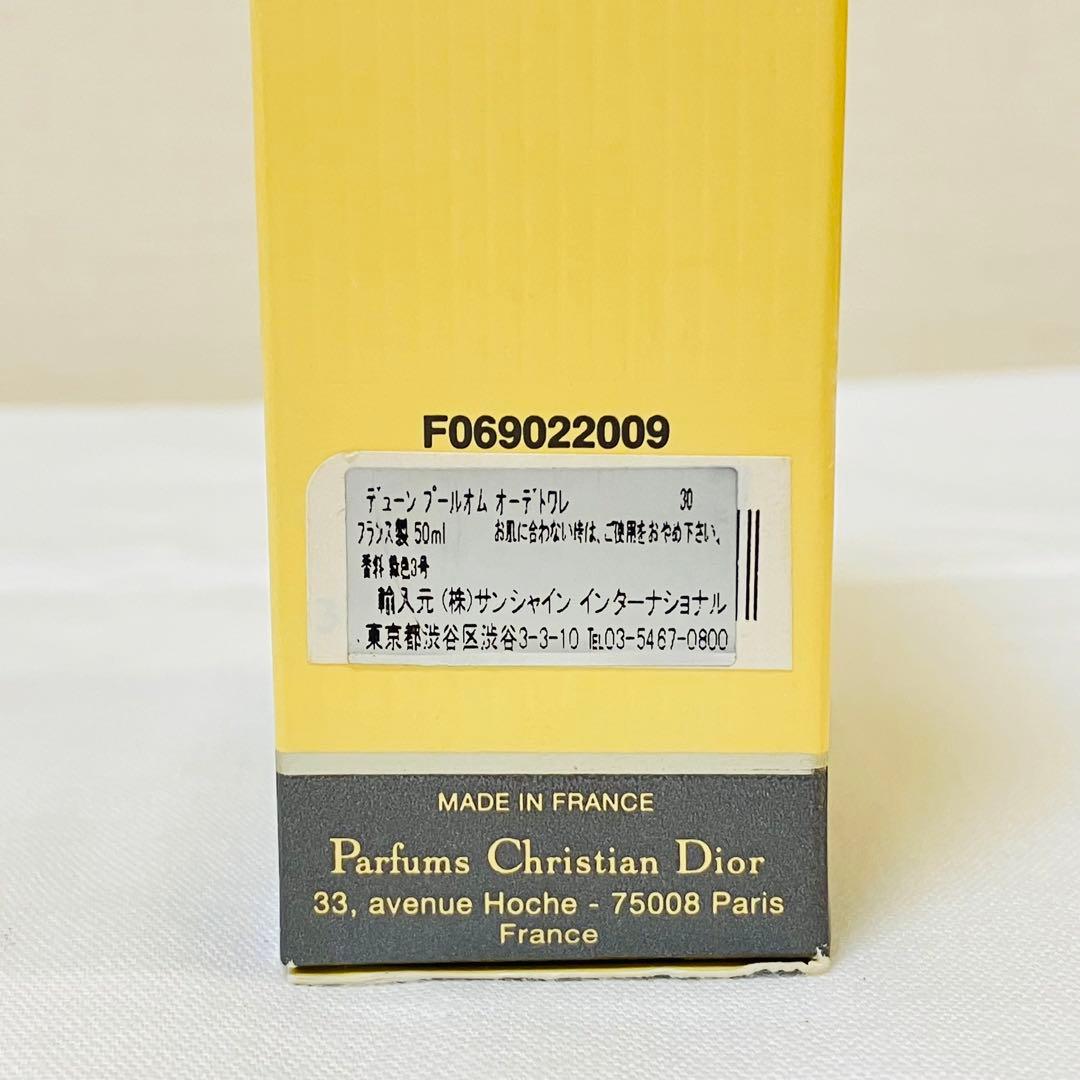 F069022009
デューン プールオム オーデトワレ 30
フランス製 50ml お肌に合わない時は、ご使用をおやめ下さい。
香料 色3号
輸入元 (株)サンシャイン インターナショナル
東京都渋谷区渋谷3-3-10 TEL03-5467-0800
MADE IN FRANCE
Parfums Christian Dior
33, avenue Hoche - 75008 Paris
France